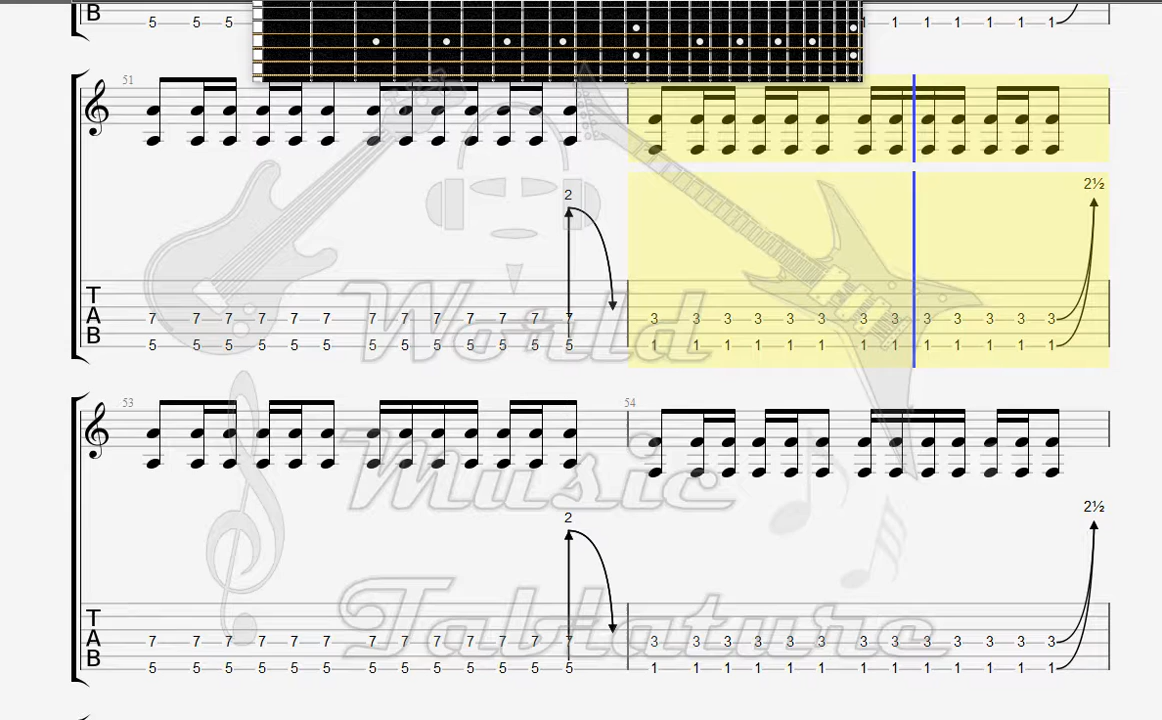 B 5 5 5 1 1 1 1 1 1 1
51
2 2½
T
A 7 7 7 7 7 7 7 7 7 7 7 7 7 3 3 3 3 3 3 3 3 3 3 3 3 3
B 5 5 5 5 5 5 5 5 5 5 5 5 5 1 1 1 1 1 1 1 1 1 1 1 1 1
World
53 54
Music
2 2½
T
A 7 7 7 7 7 7 7 7 7 7 7 7 7 3 3 3 3 3 3 3 3 3 3 3 3 3
B 5 5 5 5 5 5 5 5 5 5 5 5 5 1 1 1 1 1 1 1 1 1 1 1 1 1
Tablature